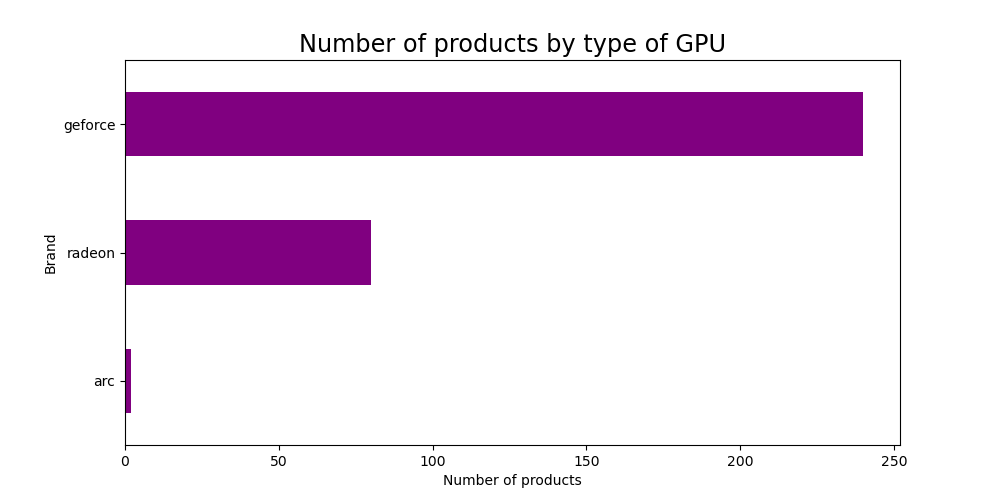 Number of products by type of GPU
geforce
radeon
arc
Brand
0 50 100 150 200 250
Number of products